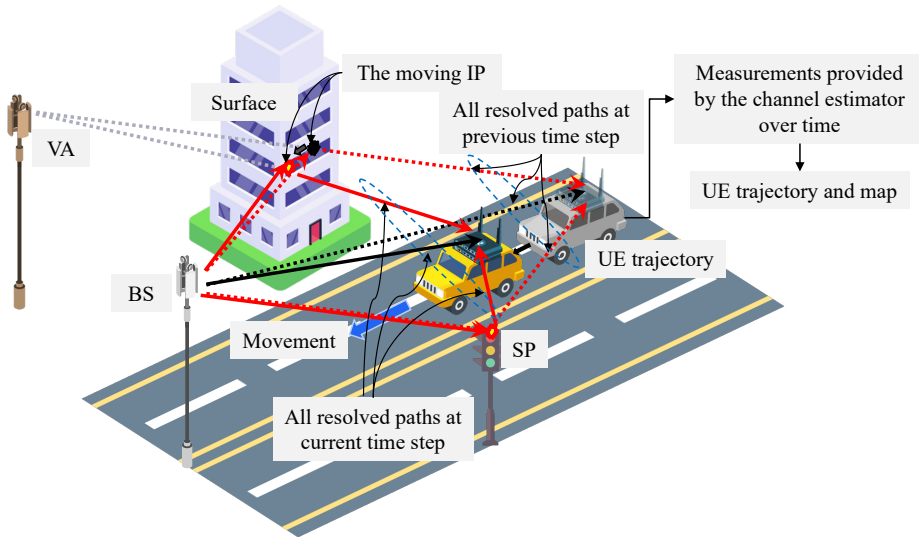 The moving IP
Surface
VA
All resolved paths at
previous time step
Measurements provided
by the channel estimator
over time
UE trajectory and map
UE trajectory
BS
Movement
SP
All resolved paths at
current time step